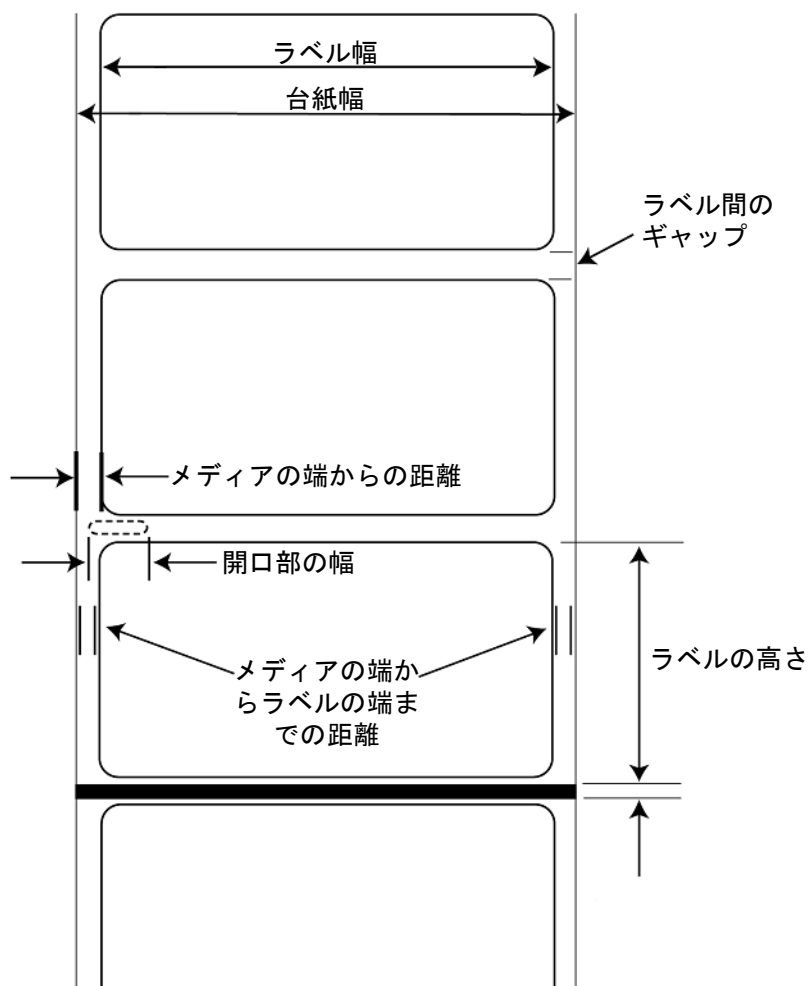 ラベル幅
台紙幅
ラベル間の
ギャップ
メディアの端からの距離
開口部の幅
メディアの端か
らラベルの端ま
での距離
ラベルの高さ